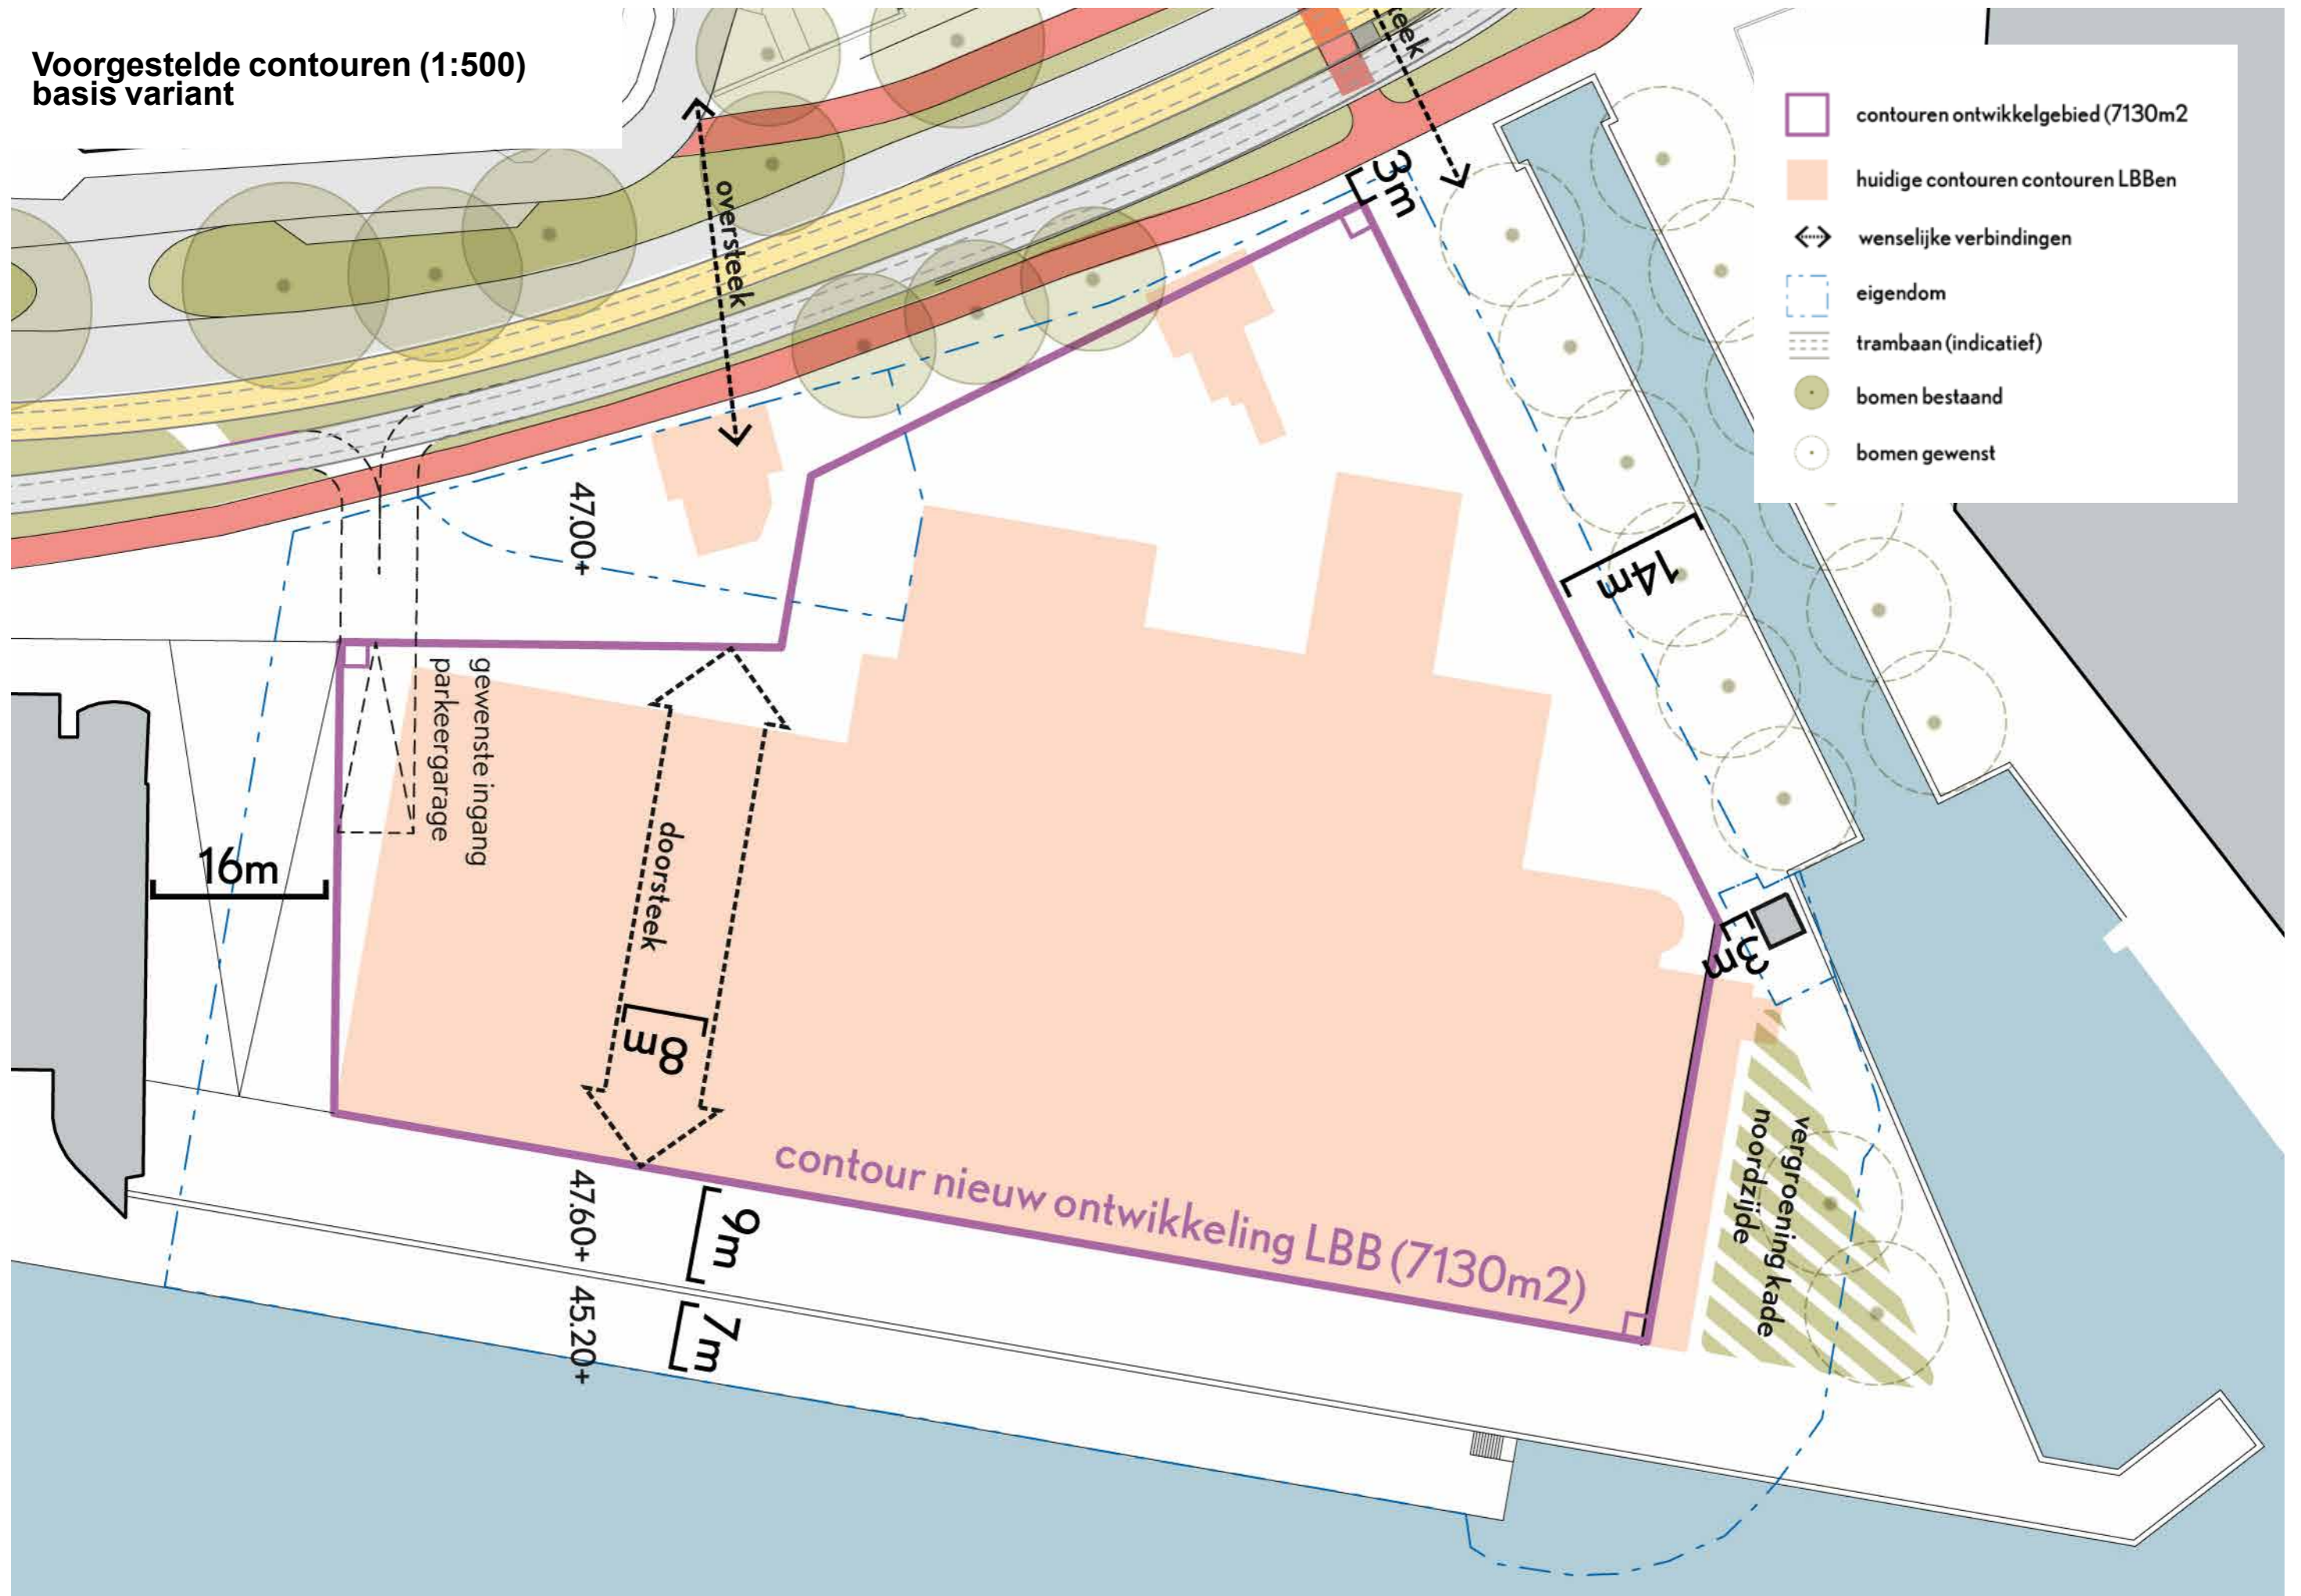 Voorgestelde contouren (1:500)
basis variant
contouren ontwikkelgebied (7130m2
huidige contouren contouren LBBen
wenselijke verbindingen
eigendom
trambaan (indicatief)
bomen bestaand
bomen gewenst
oversteek
3m
47.00+
14m
gewenste ingang
parkeergarage
16m
doorsteek
8m
3m
contour nieuw ontwikkeling LBB (7130m2)
vergroening kade
noordzijde
47.60+
45.20+
9m
7m